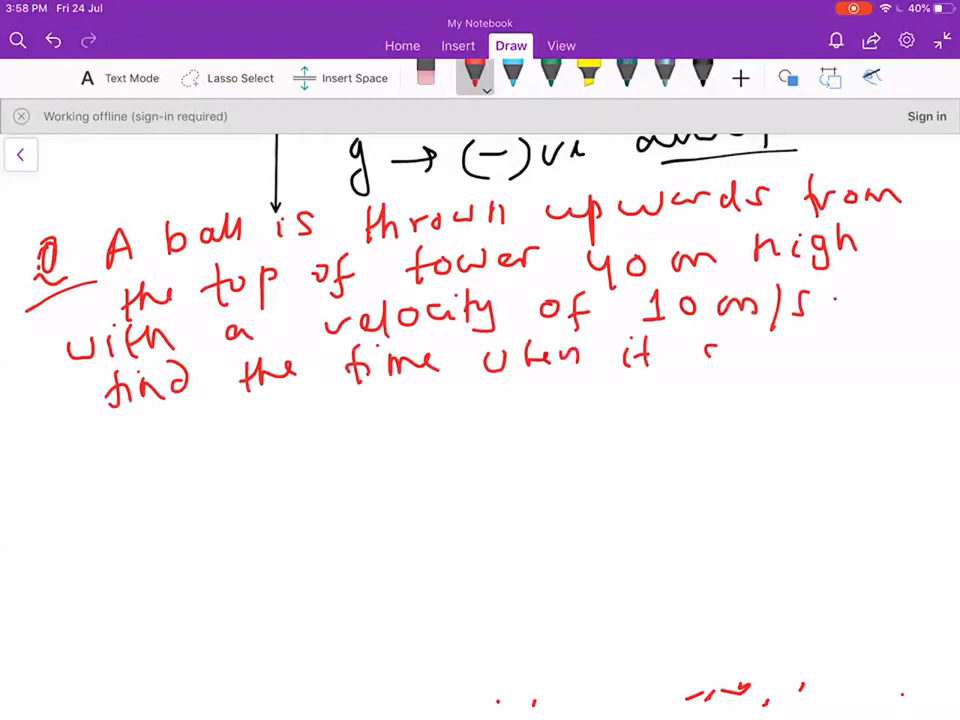 3:58 PM Fri 24 Jul
40%
My Notebook
Home Insert Draw View
A Text Mode Lasso Select Insert Space
Working offline (sign-in required) Sign in
g → (-)ve
Q A ball is thrown upwards from
the top of tower 40 m high
with a velocity of 10 m/s.
find the time when it